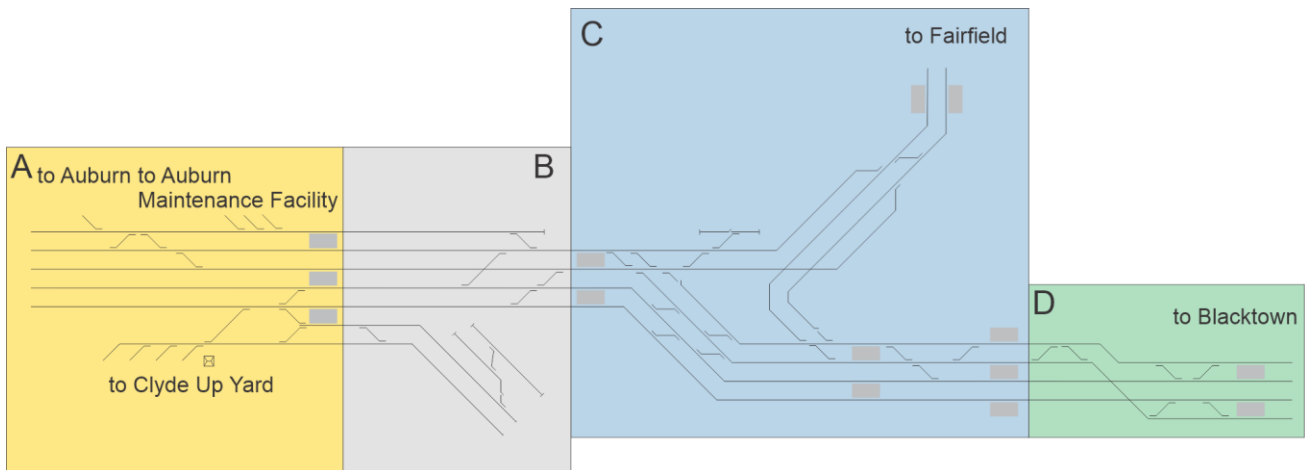 C
to Fairfield
A
to Auburn to Auburn
Maintenance Facility
B
D
to Blacktown
to Clyde Up Yard